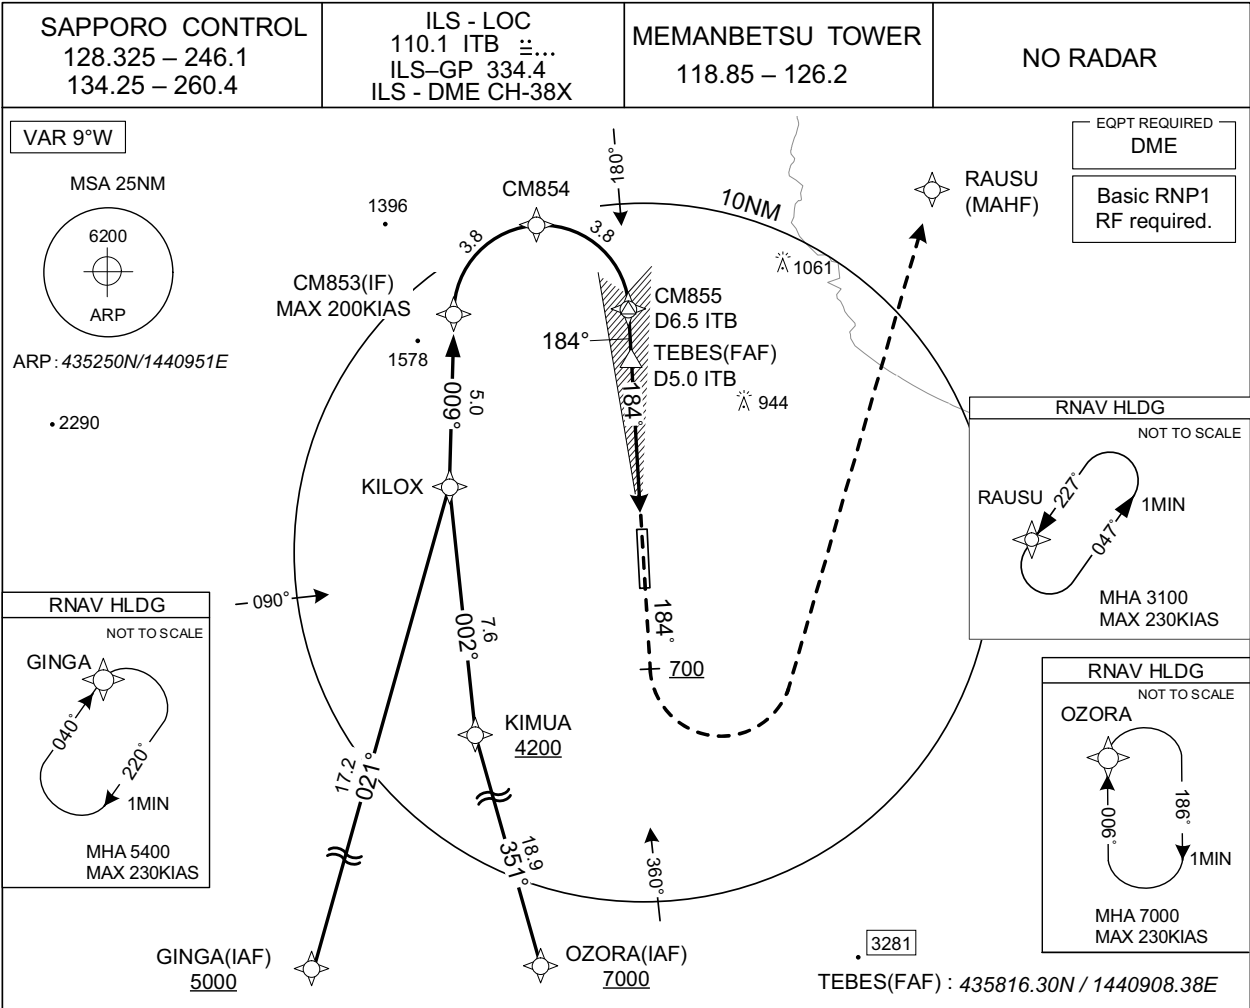 SAPPORO CONTROL
128.325 – 246.1
134.25 – 260.4
ILS - LOC
110.1 ITB
ILS–GP 334.4
ILS - DME CH-38X
MEMANBETSU TOWER
118.85 – 126.2
NO RADAR
VAR 9°W
MSA 25NM
6200
ARP
ARP : 435250N/1440951E
2290
1396
1578
CM854
3.8
3.8
CM853(IF)
MAX 200KIAS
180°
10NM
1061
RAUSU
(MAHF)
EQPT REQUIRED
DME
Basic RNP1
RF required.
CM855
D6.5 ITB
184°
TEBES(FAF)
D5.0 ITB
184°
944
5.0
009°
KILOX
090°
7.6
002°
184°
700
KIMUA
4200
17.2
021°
18.9
351°
360°
GINGA(IAF)
5000
OZORA(IAF)
7000
3281
TEBES(FAF) : 435816.30N / 1440908.38E
RNAV HLDG
NOT TO SCALE
GINGA
040°
220°
1MIN
MHA 5400
MAX 230KIAS
RNAV HLDG
NOT TO SCALE
RAUSU
227°
047°
1MIN
MHA 3100
MAX 230KIAS
RNAV HLDG
NOT TO SCALE
OZORA
006°
186°
1MIN
MHA 7000
MAX 230KIAS